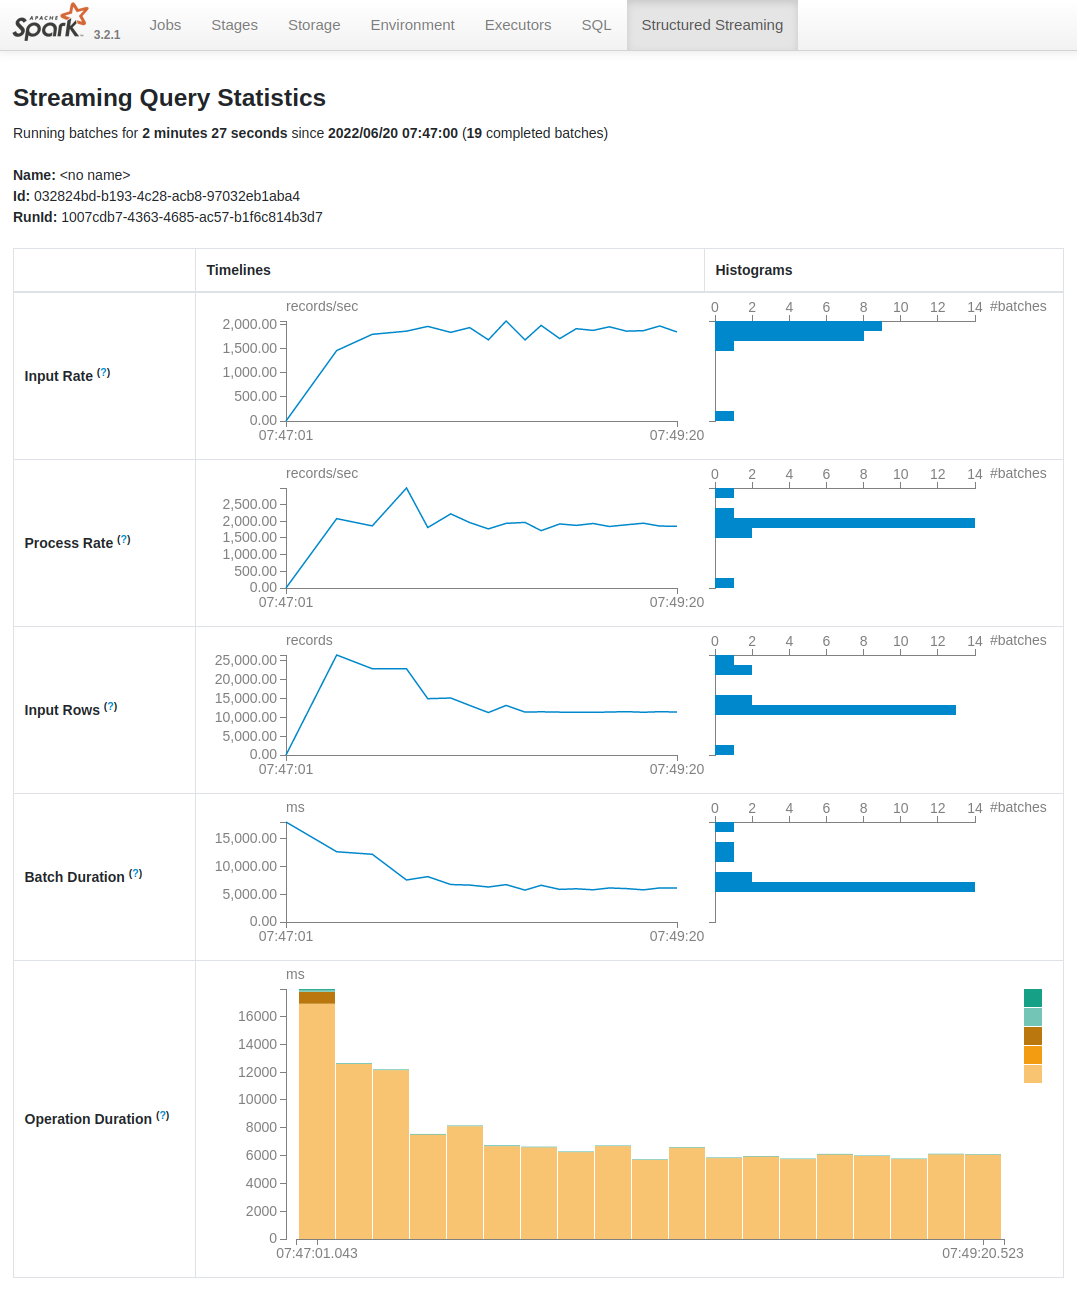 APACHE
Spark 3.2.1 Jobs Stages Storage Environment Executors SQL Structured Streaming
Streaming Query Statistics
Running batches for 2 minutes 27 seconds since 2022/06/20 07:47:00 (19 completed batches)
Name: <no name>
Id: 032824bd-b193-4c28-acb8-97032eb1aba4
RunId: 1007cdb7-4363-4685-ac57-b1f6c814b3d7
Timelines Histograms
records/sec 0 2 4 6 8 10 12 14 #batches
2,000.00
1,500.00
Input Rate (?) 1,000.00
500.00
0.00
07:47:01 07:49:20
records/sec 0 2 4 6 8 10 12 14 #batches
2,500.00
2,000.00
Process Rate (?) 1,500.00
1,000.00
500.00
0.00
07:47:01 07:49:20
records 0 2 4 6 8 10 12 14 #batches
25,000.00
20,000.00
15,000.00
Input Rows (?) 10,000.00
5,000.00
0.00
07:47:01 07:49:20
ms 0 2 4 6 8 10 12 14 #batches
15,000.00
10,000.00
Batch Duration (?) 5,000.00
0.00
07:47:01 07:49:20
ms
16000
14000
12000
10000
Operation Duration (?) 8000
6000
4000
2000
0
07:47:01.043 07:49:20.523